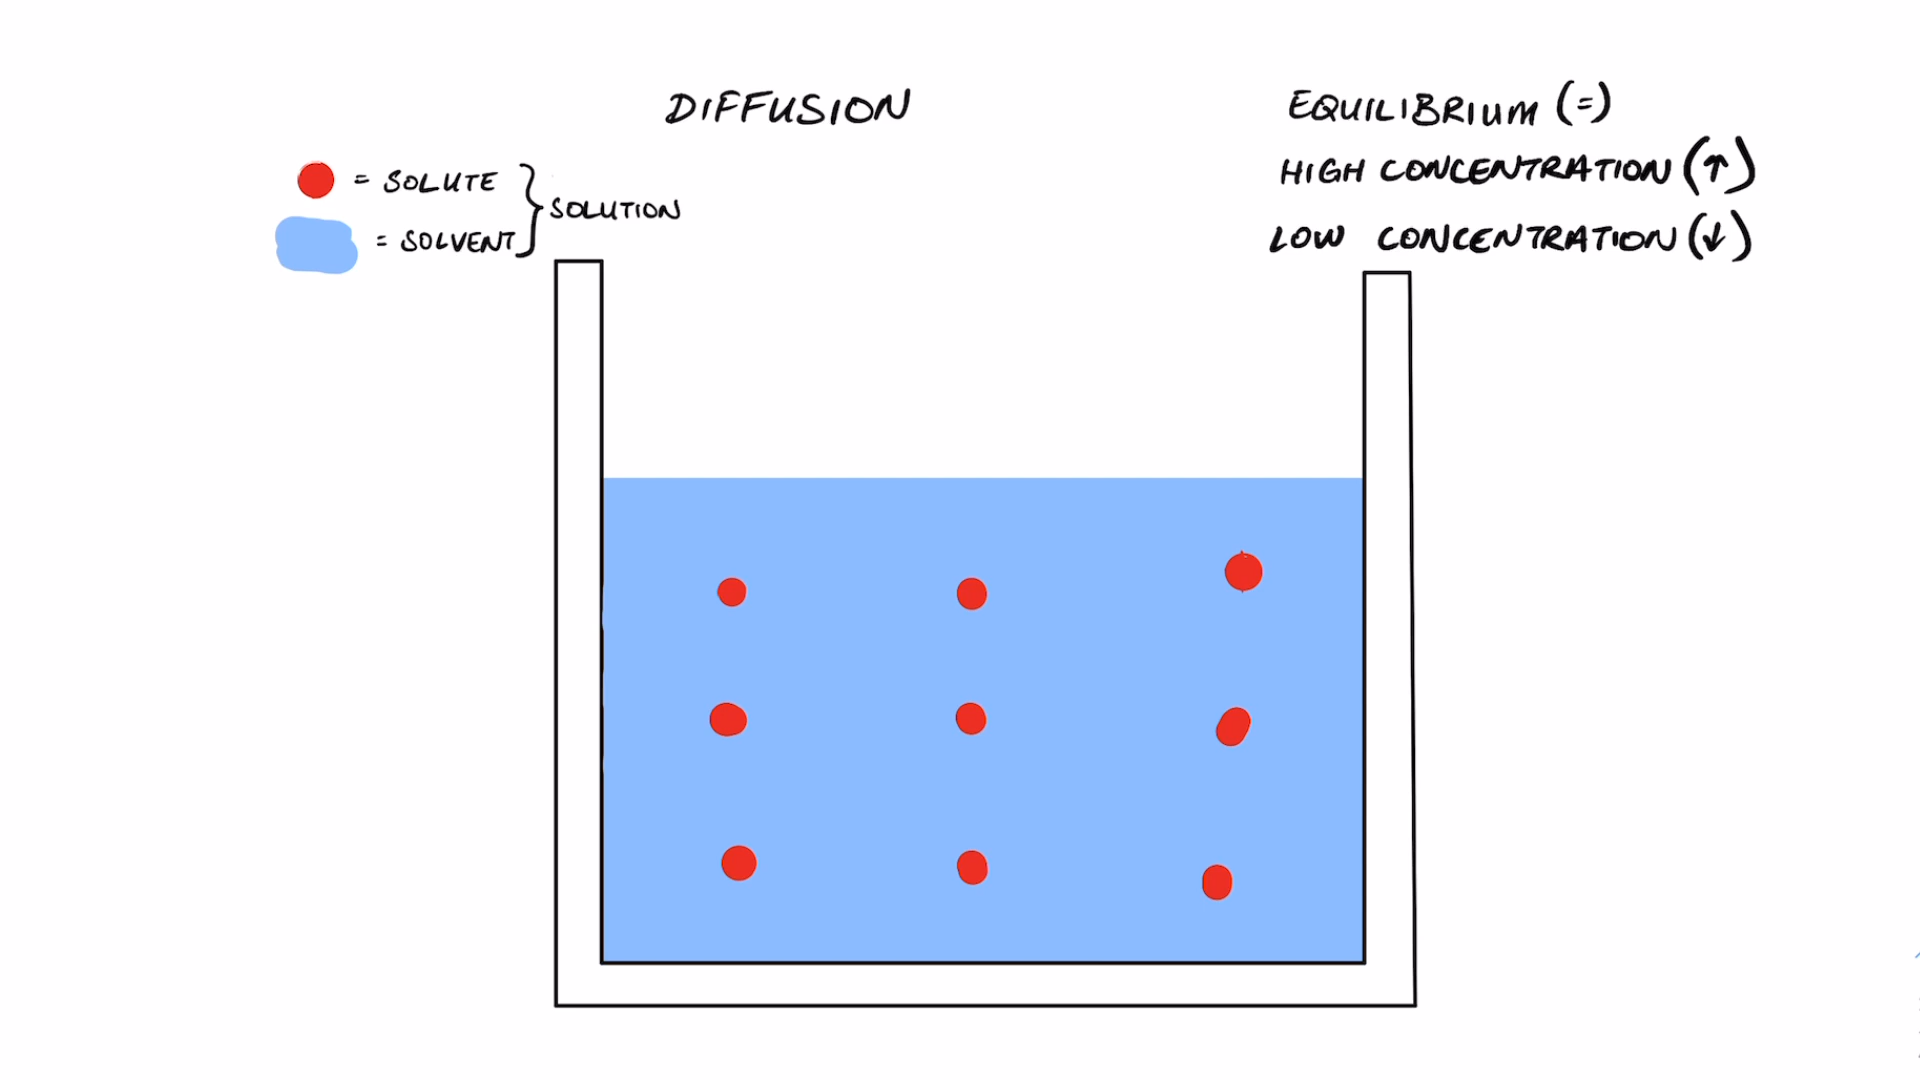 DIFFUSION
= SOLUTE
= SOLVENT
SOLUTION
EQUILIBRIUM (=)
HIGH CONCENTRATION (↑)
LOW CONCENTRATION (↓)